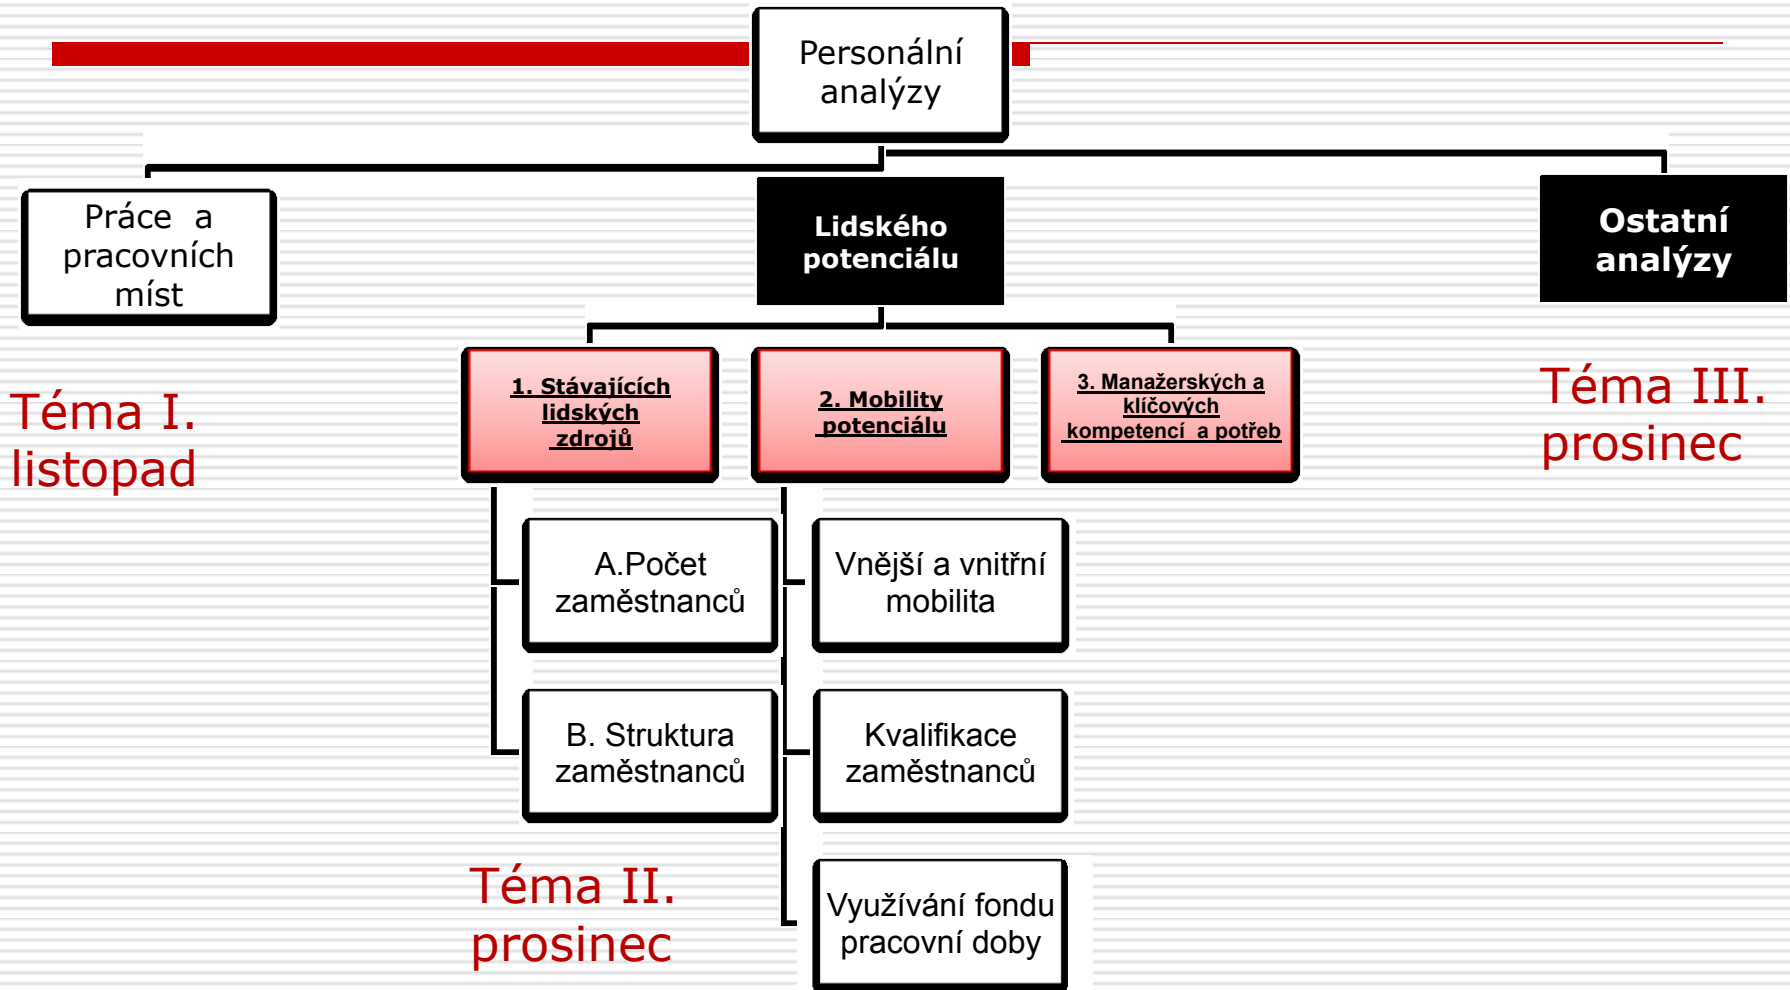 Personální
analýzy
Práce  a
pracovních
míst
Lidského
potenciálu
Ostatní
analýzy
Téma I.
listopad
1. Stávajících
lidských
zdrojů
2. Mobility
potenciálu
3. Manažerských a
klíčových
kompetencí  a potřeb
Téma III.
prosinec
A.Počet
zaměstnanců
Vnější a vnitřní
mobilita
B. Struktura
zaměstnanců
Kvalifikace
zaměstnanců
Téma II.
prosinec
Využívání fondu
pracovní doby